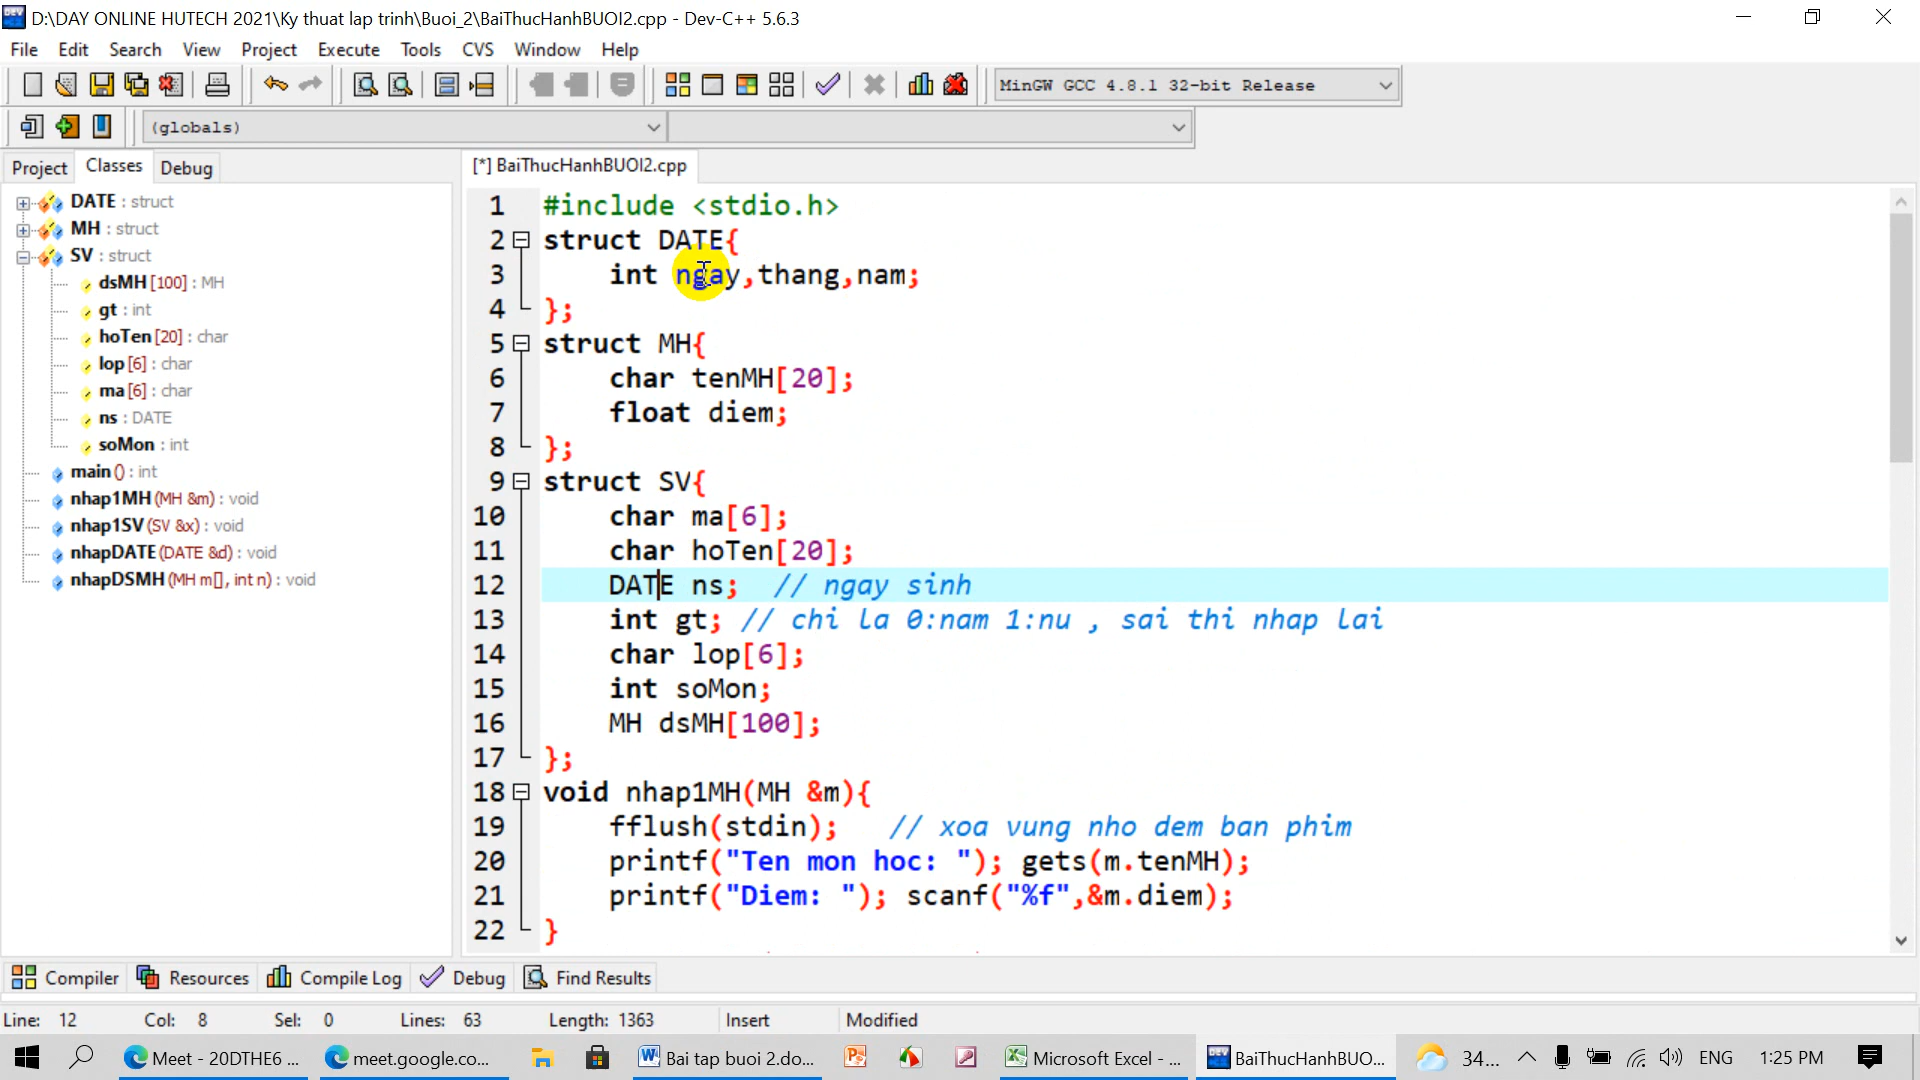 D:\DAY ONLINE HUTECH 2021\Ky thuat lap trinh\Buoi_2\BaiThucHanhBUOI2.cpp - Dev-C++ 5.6.3
File Edit Search View Project Execute Tools CVS Window Help
MinGW GCC 4.8.1 32-bit Release
(globals)
Project Classes Debug
[*] BaiThucHanhBUOI2.cpp
DATE : struct
MH : struct
SV : struct
dsMH [100] : MH
gt : int
hoTen [20] : char
lop [6] : char
ma [6] : char
ns : DATE
soMon : int
main () : int
nhap1MH (MH &m) : void
nhap1SV (SV &x) : void
nhapDATE (DATE &d) : void
nhapDSMH (MH m[], int n) : void
1 #include <stdio.h>
2 struct DATE{
3 int ngay,thang,nam;
4 };
5 struct MH{
6 char tenMH[20];
7 float diem;
8 };
9 struct SV{
10 char ma[6];
11 char hoTen[20];
12 DATE ns; // ngay sinh
13 int gt; // chi la 0:nam 1:nu , sai thi nhap lai
14 char lop[6];
15 int soMon;
16 MH dsMH[100];
17 };
18 void nhap1MH(MH &m){
19 fflush(stdin); // xoa vung nho dem ban phim
20 printf("Ten mon hoc: "); gets(m.tenMH);
21 printf("Diem: "); scanf("%f",&m.diem);
22 }
Compiler Resources Compile Log Debug Find Results
Line: 12 Col: 8 Sel: 0 Lines: 63 Length: 1363 Insert Modified
Meet - 20DTHE6 ... meet.google.co... Bai tap buoi 2.do... Microsoft Excel - ... BaiThucHanhBUO... 34... ENG 1:25 PM